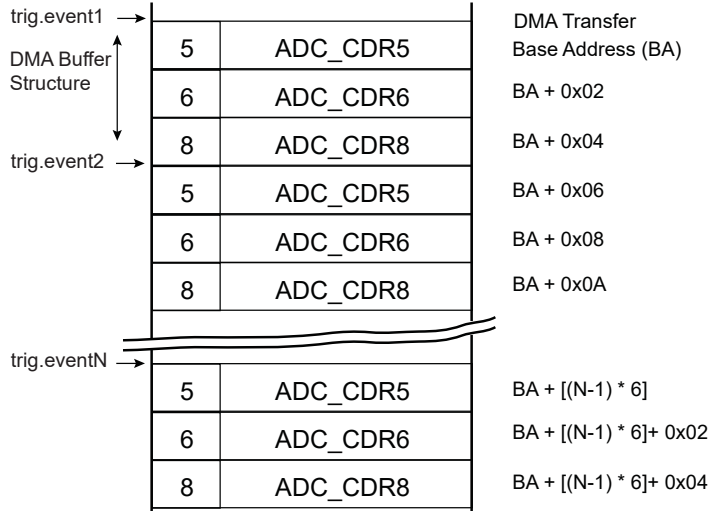 trig.event1
DMA Transfer
DMA Buffer
Structure
5 ADC_CDR5 Base Address (BA)
6 ADC_CDR6 BA + 0x02
8 ADC_CDR8 BA + 0x04
trig.event2
5 ADC_CDR5 BA + 0x06
6 ADC_CDR6 BA + 0x08
8 ADC_CDR8 BA + 0x0A
trig.eventN
5 ADC_CDR5 BA + [(N-1) * 6]
6 ADC_CDR6 BA + [(N-1) * 6]+ 0x02
8 ADC_CDR8 BA + [(N-1) * 6]+ 0x04